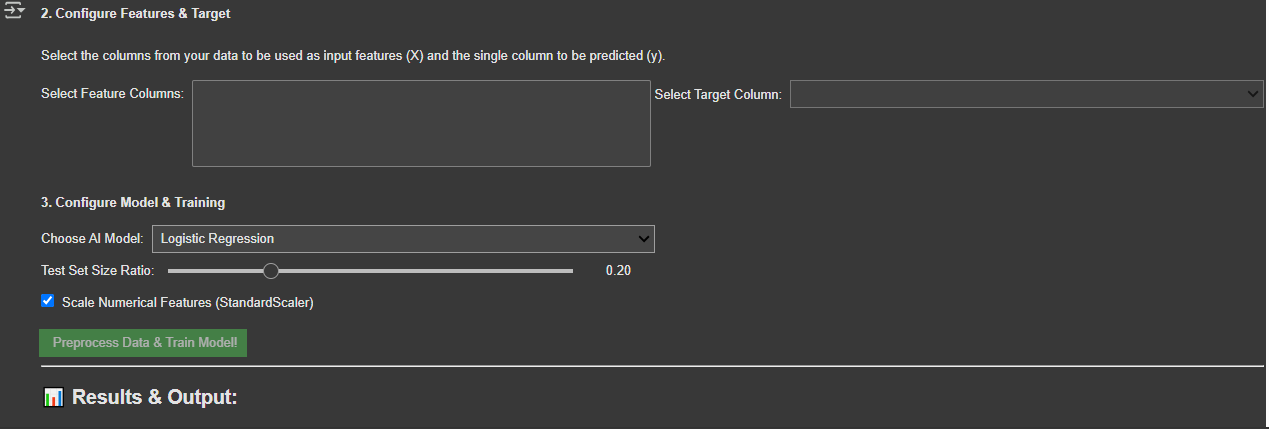 2. Configure Features & Target
Select the columns from your data to be used as input features (X) and the single column to be predicted (y).
Select Feature Columns:
Select Target Column:
3. Configure Model & Training
Choose AI Model: Logistic Regression
Test Set Size Ratio: 0.20
Scale Numerical Features (StandardScaler)
Preprocess Data & Train Model!
Results & Output: